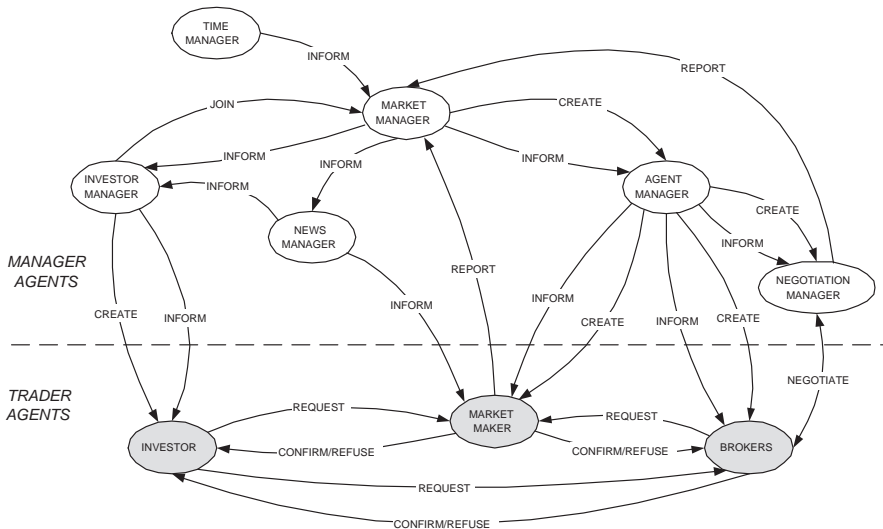 TIME
MANAGER
INFORM
REPORT
MARKET
MANAGER
JOIN
CREATE
INFORM
INFORM
INFORM
INVESTOR
MANAGER
INFORM
AGENT
MANAGER
CREATE
NEWS
MANAGER
INFORM
MANAGER
AGENTS
REPORT
NEGOTIATION
MANAGER
CREATE
INFORM
INFORM
INFORM
CREATE
INFORM
CREATE
TRADER
AGENTS
NEGOTIATE
REQUEST
MARKET
MAKER
REQUEST
INVESTOR
CONFIRM/REFUSE
CONFIRM/REFUSE
BROKERS
REQUEST
CONFIRM/REFUSE